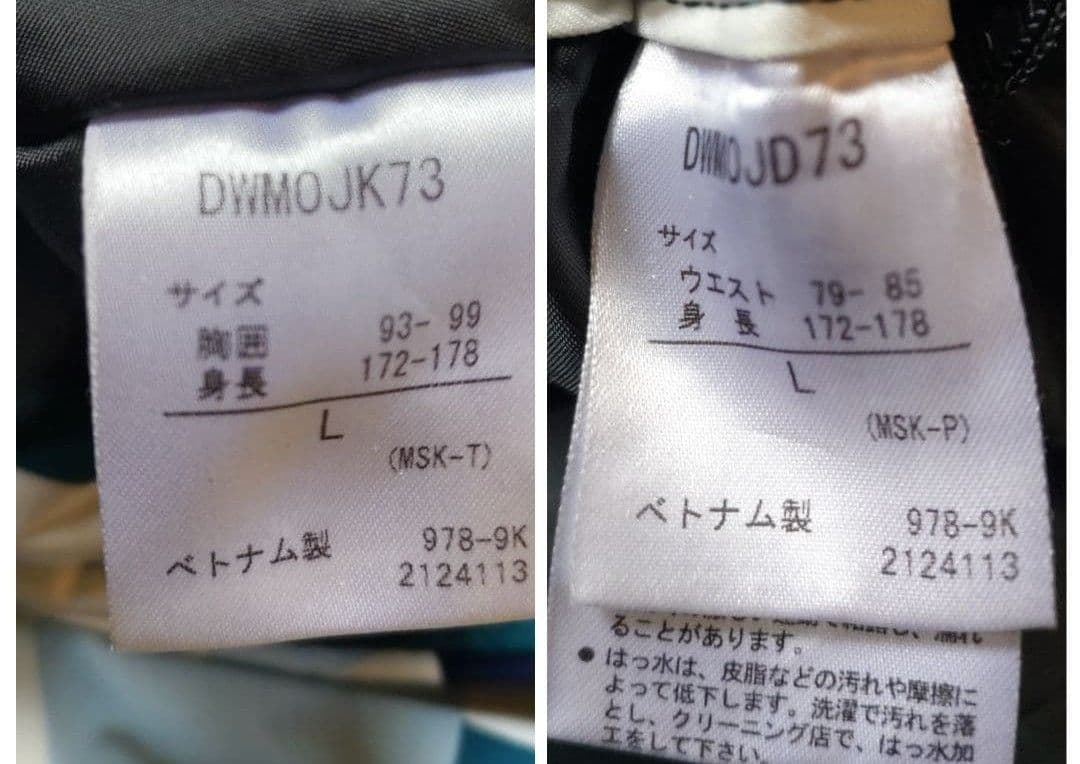 DWMOJK73
サイズ
胸囲 93- 99
身長 172-178
L
(MSK-T)
ベトナム製 978-9K
2124113
DWMOJD73
サイズ
ウエスト 79- 85
身 長 172-178
L
(MSK-P)
ベトナム製 978-9K
2124113
ることがあります。
● はっ水は、皮脂などの汚れや摩擦に
よって低下します。洗濯で汚れを落
とし、クリーニング店で、はっ水加
工をして下さい。